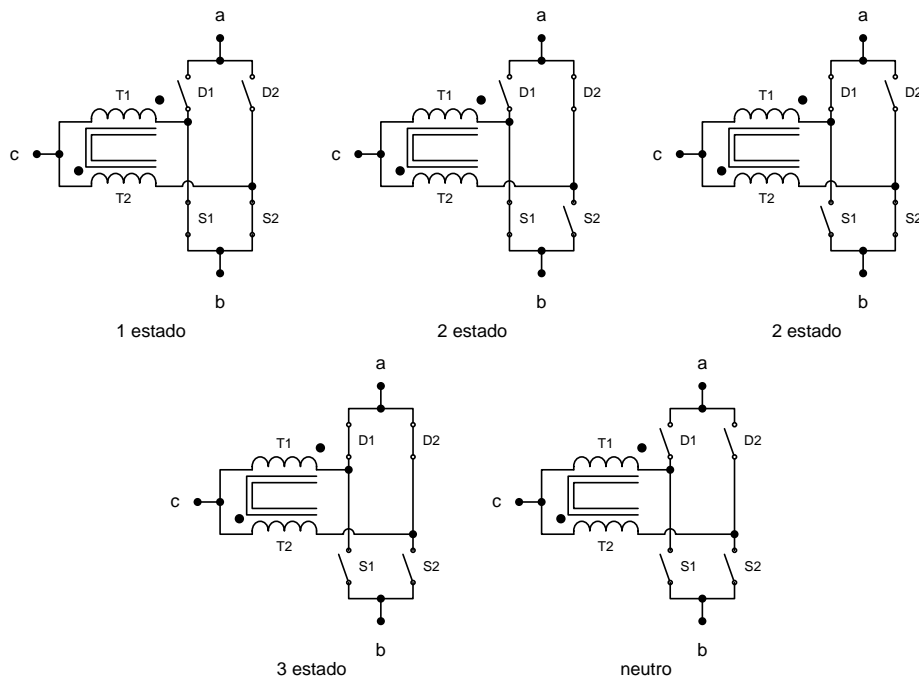 a
D1
D2
T1
c
T2
S1
S2
b
1 estado
a
D1
D2
T1
c
T2
S1
S2
b
2 estado
a
D1
D2
T1
c
T2
S1
S2
b
2 estado
a
D1
D2
T1
c
T2
S1
S2
b
3 estado
a
D1
D2
T1
c
T2
S1
S2
b
neutro